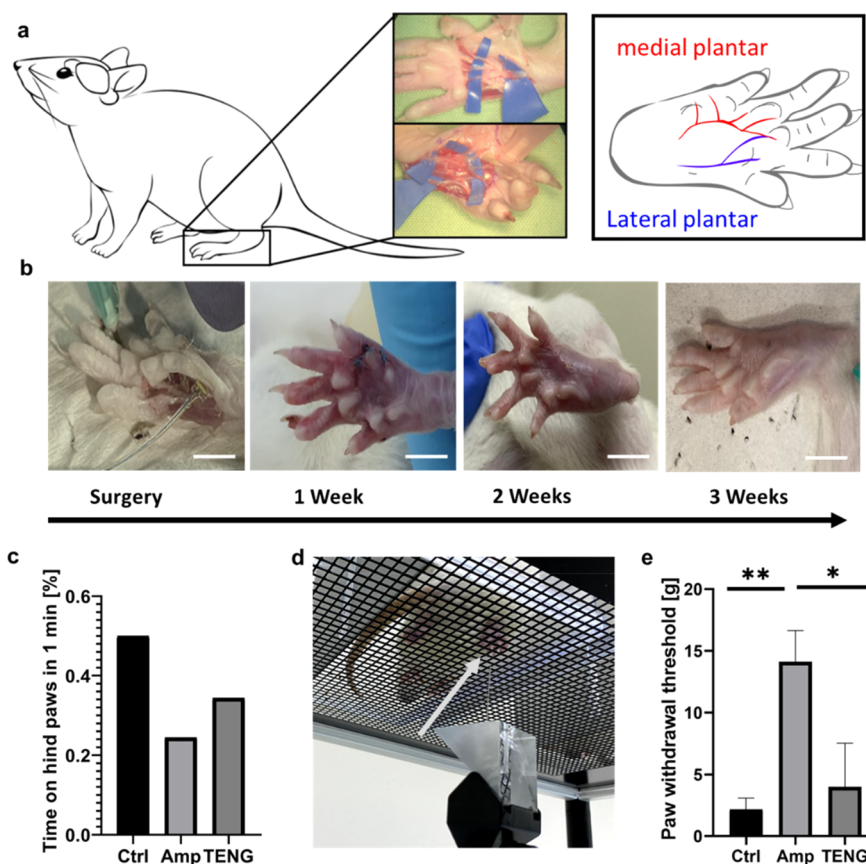 a
medial plantar
Lateral plantar
b
Surgery
1 Week
2 Weeks
3 Weeks
c
Time on hind paws in 1 min [%]
0.6
0.4
0.2
0.0
Ctrl
Amp
TENG
d
e
Paw withdrawal threshold [g]
20
15
10
5
0
**
*
Ctrl
Amp
TENG